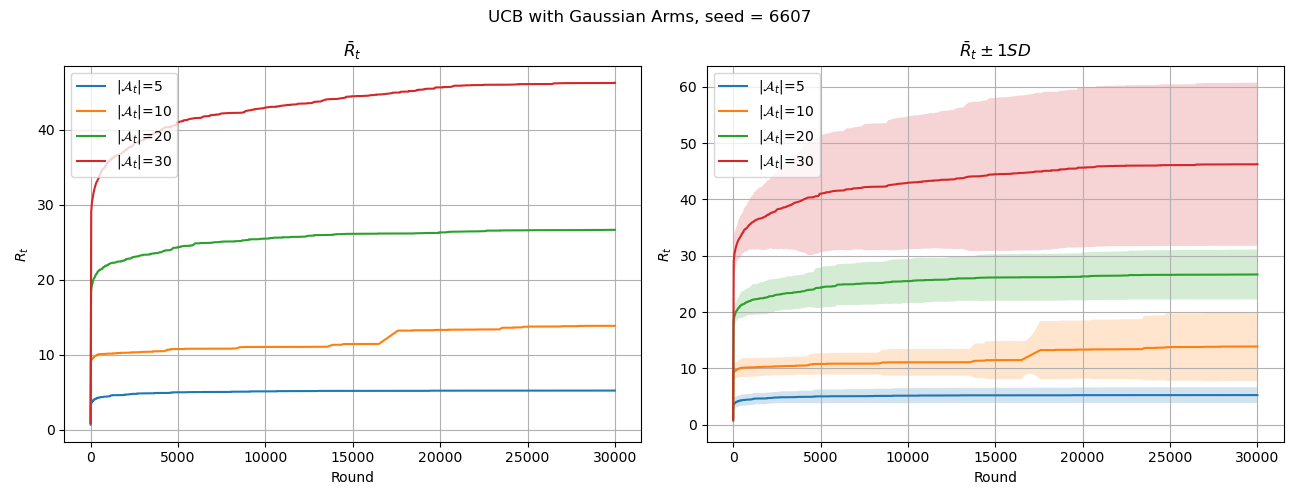 UCB with Gaussian Arms, seed = 6607
R̄ₜ
|𝒜ₜ|=5
|𝒜ₜ|=10
|𝒜ₜ|=20
|𝒜ₜ|=30
40
30
20
10
0
Rₜ
0 5000 10000 15000 20000 25000 30000
Round
R̄ₜ ± 1SD
|𝒜ₜ|=5
|𝒜ₜ|=10
|𝒜ₜ|=20
|𝒜ₜ|=30
60
50
40
30
20
10
0
Rₜ
0 5000 10000 15000 20000 25000 30000
Round